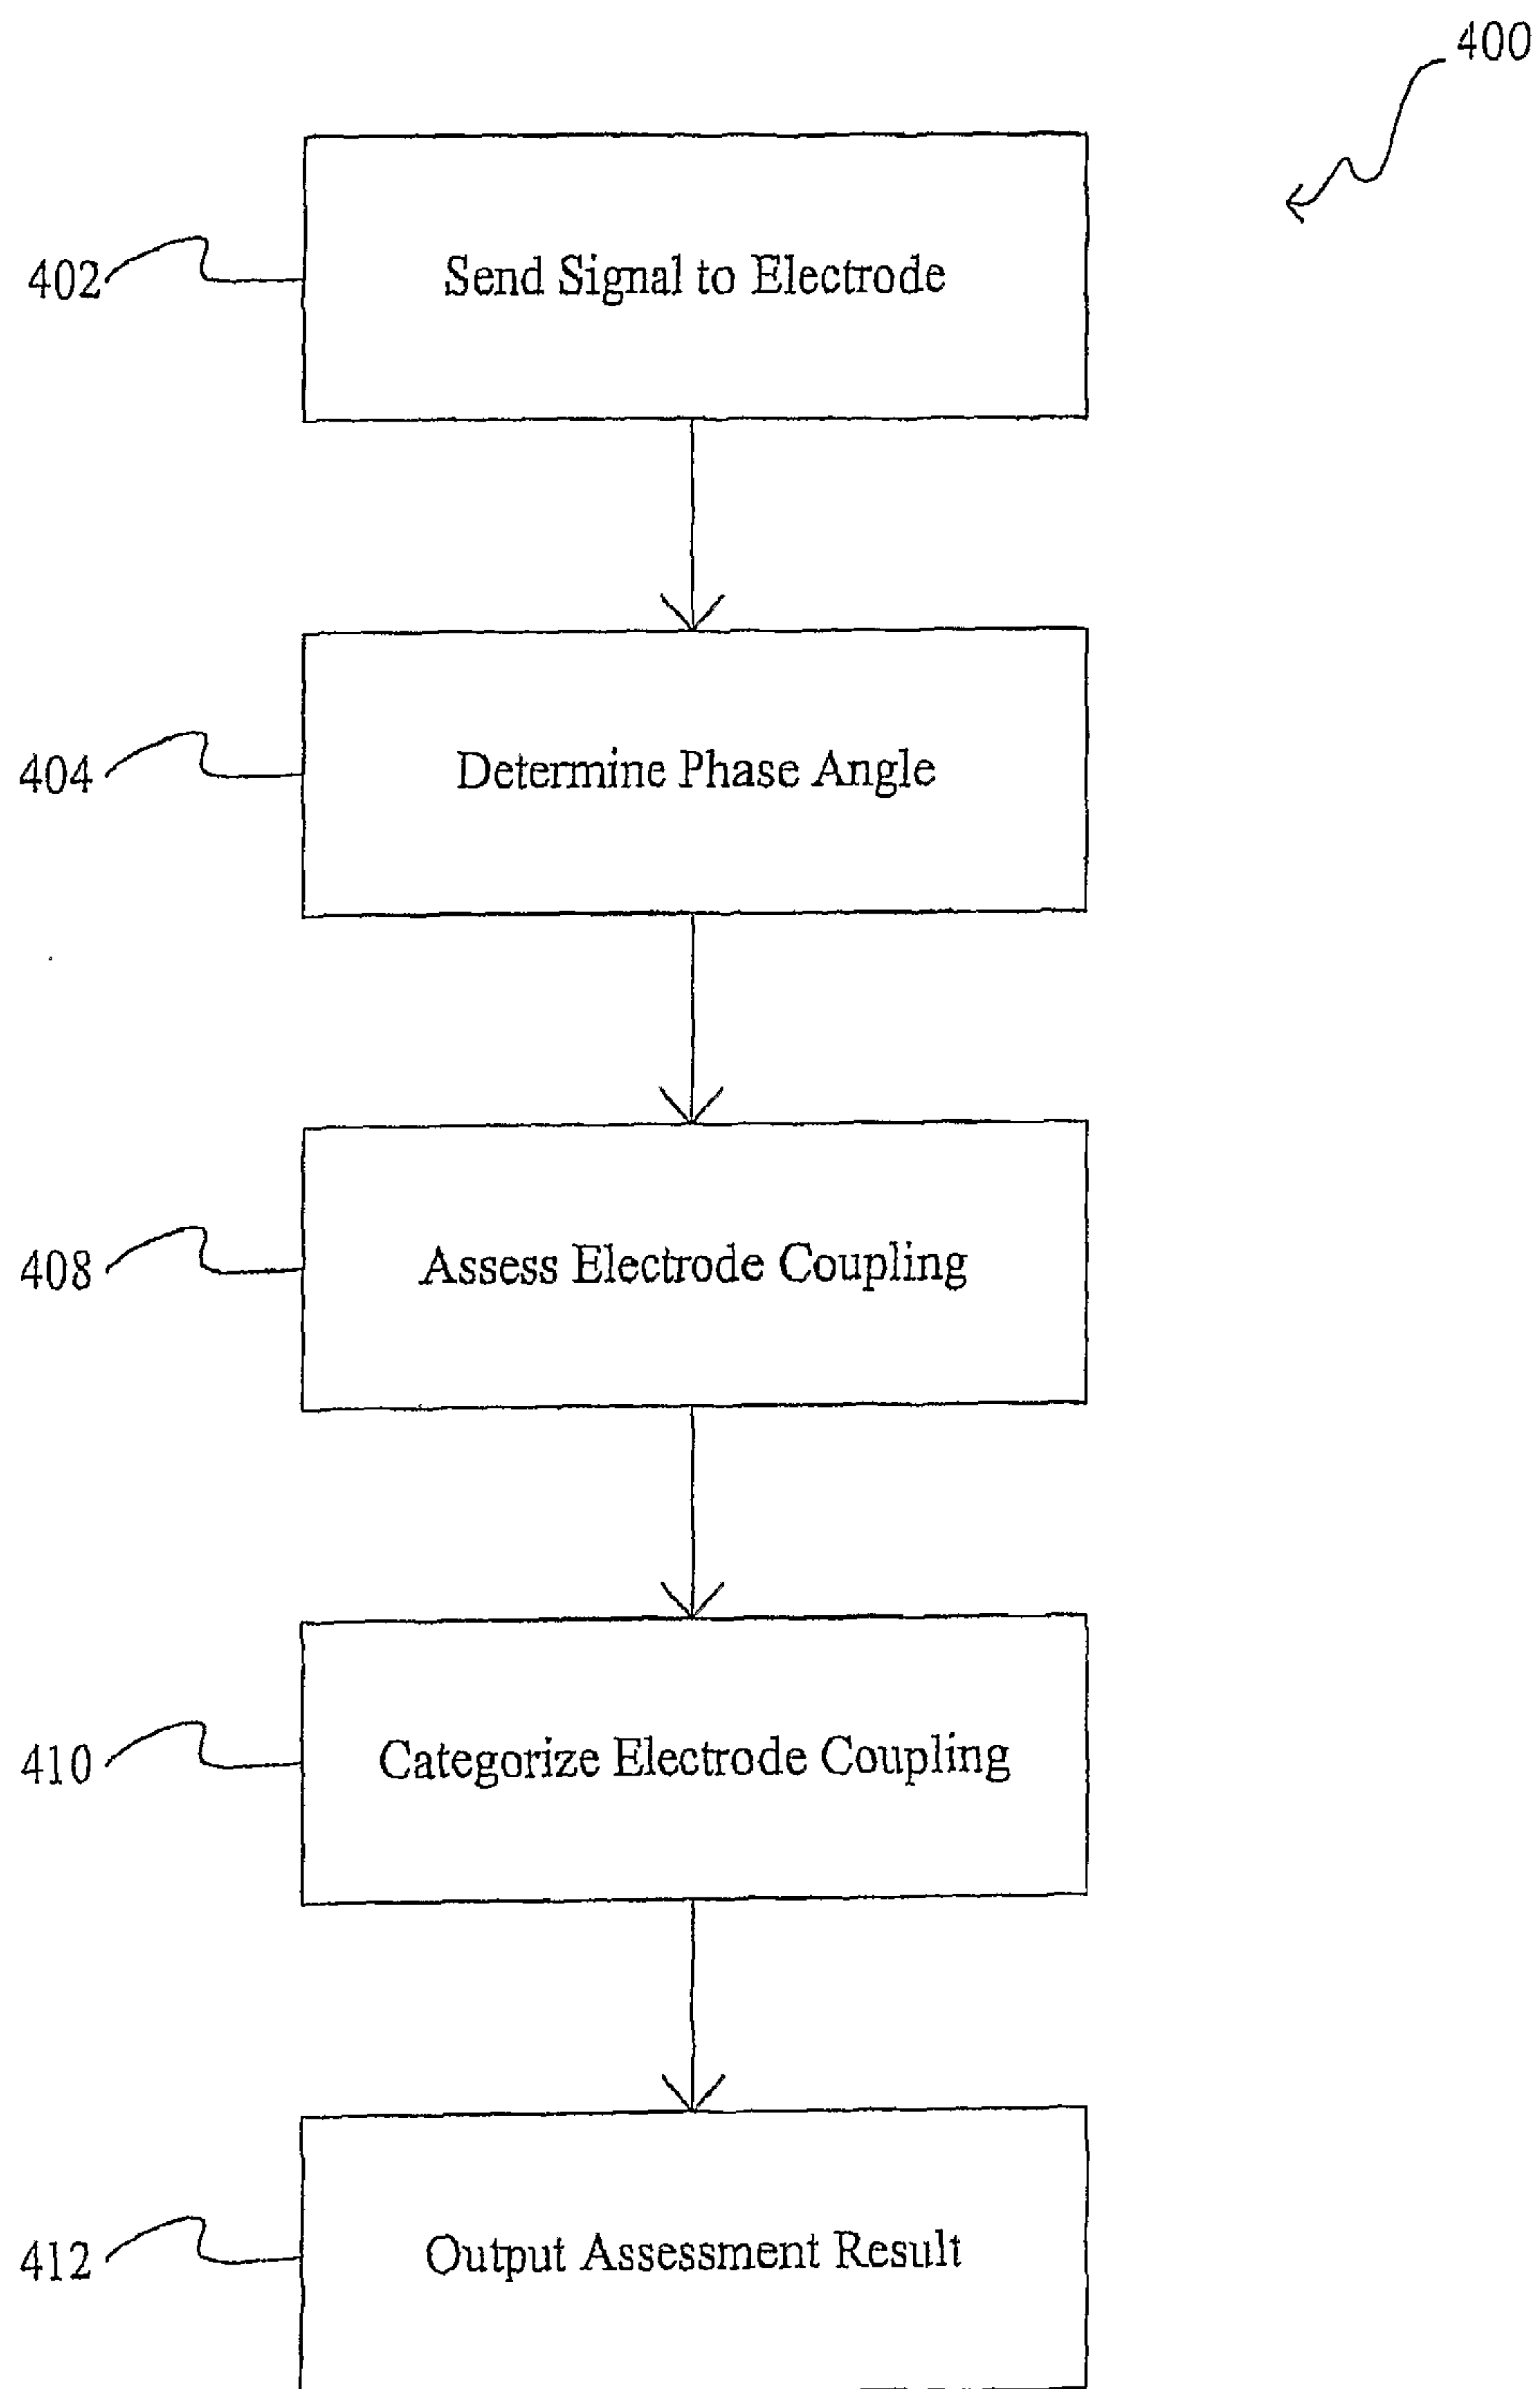 400
402
Send Signal to Electrode
404
Determine Phase Angle
408
Assess Electrode Coupling
410
Categorize Electrode Coupling
412
Output Assessment Result